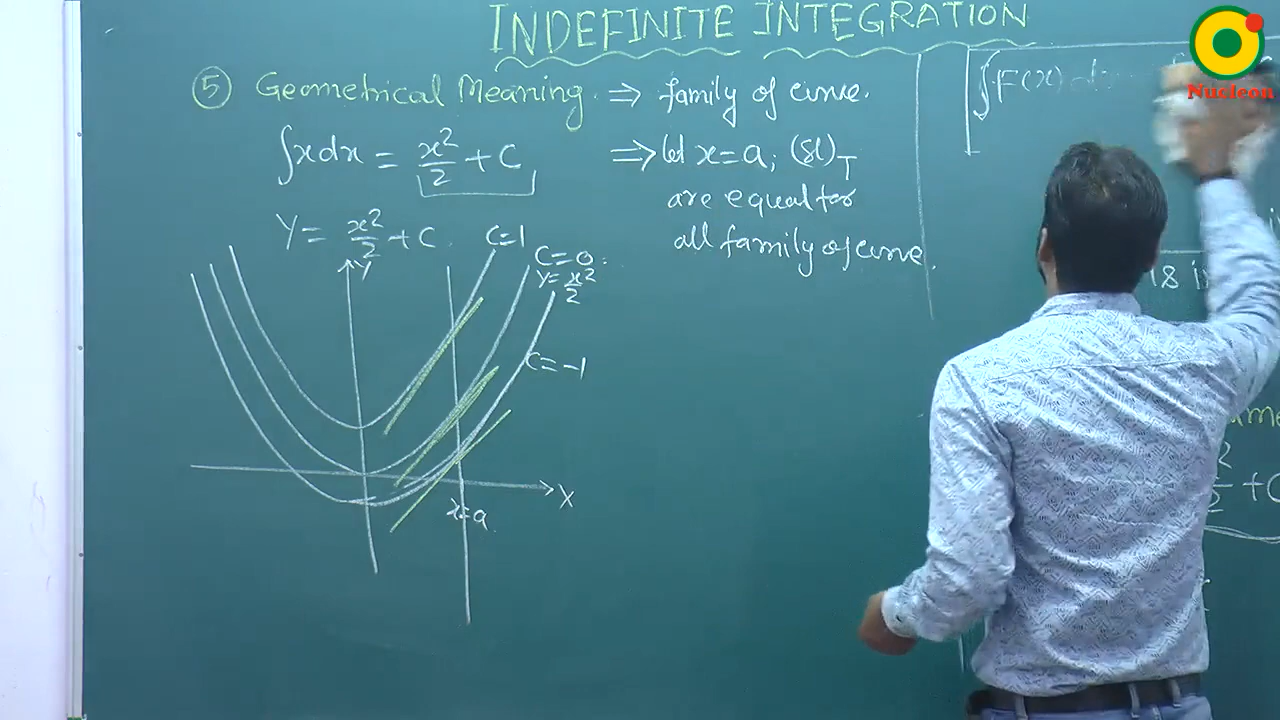 INDEFINITE INTEGRATION
Nucleon
⑤ Geometrical Meaning. ⇒ family of curve.
∫x dx = x²/2 + C
⇒ let x=a, (sl)T
are equal for
all family of curve.
Y = x²/2 + C.
C=1
C=0:
Y=x²/2
C=-1
Y
X
x=a.
∫F(x) dx
+C